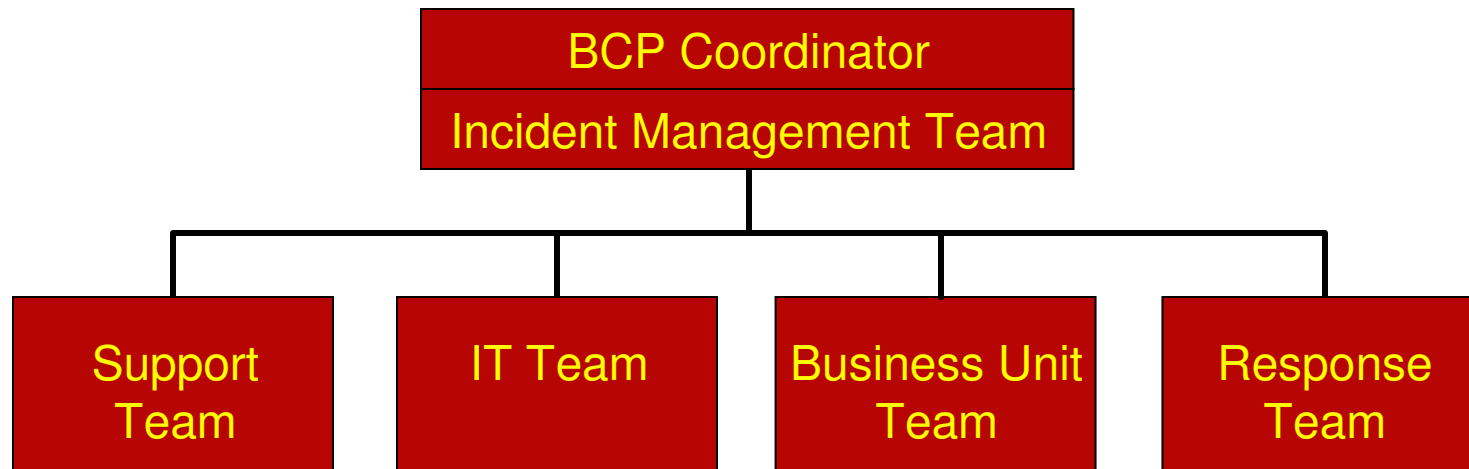 BCP Coordinator
Incident Management Team
Support
Team
IT Team
Business Unit
Team
Response
Team